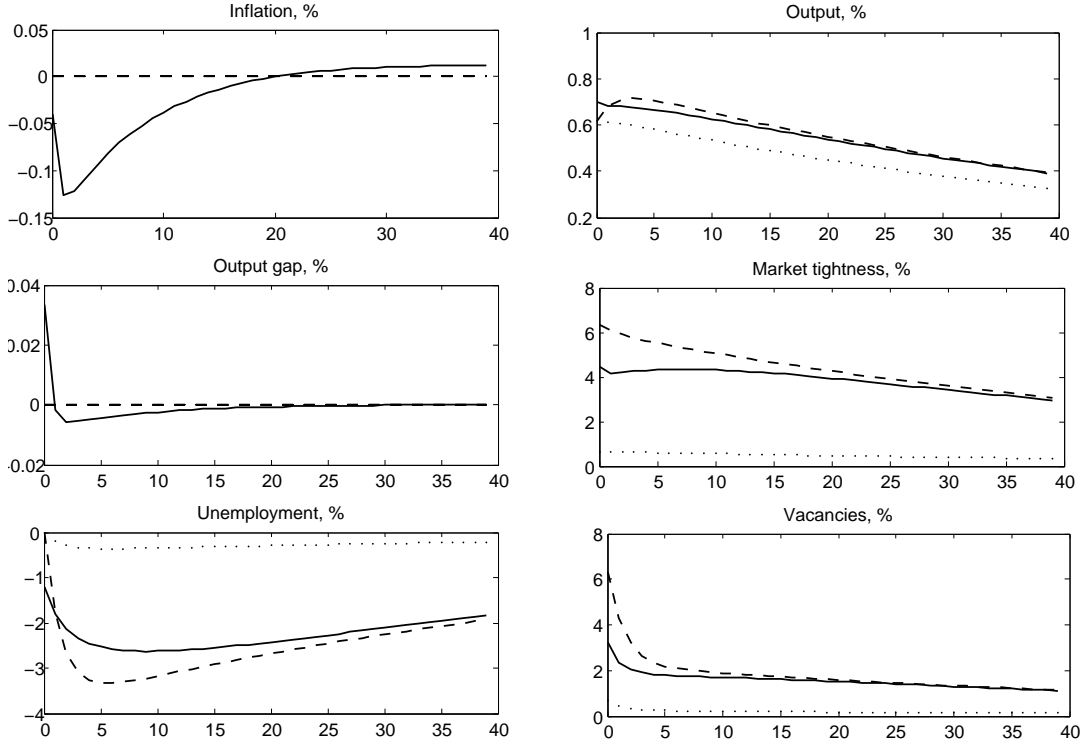 Inflation, %
0.05
0
−0.05
−0.1
−0.15
0 10 20 30 40
Output, %
1
0.8
0.6
0.4
0.2
0 5 10 15 20 25 30 35 40
Output gap, %
0.04
0.02
0
0.02
0 5 10 15 20 25 30 35 40
Market tightness, %
8
6
4
2
0
0 5 10 15 20 25 30 35 40
Unemployment, %
0
−1
−2
−3
−4
0 5 10 15 20 25 30 35 40
Vacancies, %
8
6
4
2
0
0 5 10 15 20 25 30 35 40